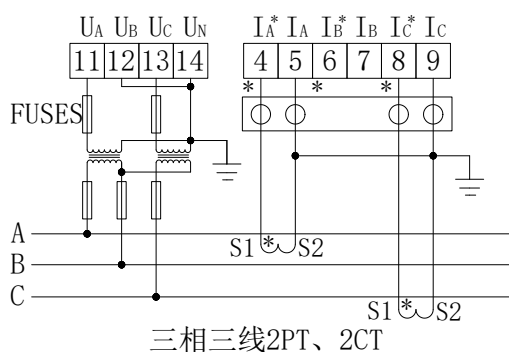 UA UB UC UN IA* IA IB* IB IC* IC
11 12 13 14 4 5 6 7 8 9
* * *
FUSES
A
S1 * S2
B
C
S1 * S2
三相三线2PT、2CT